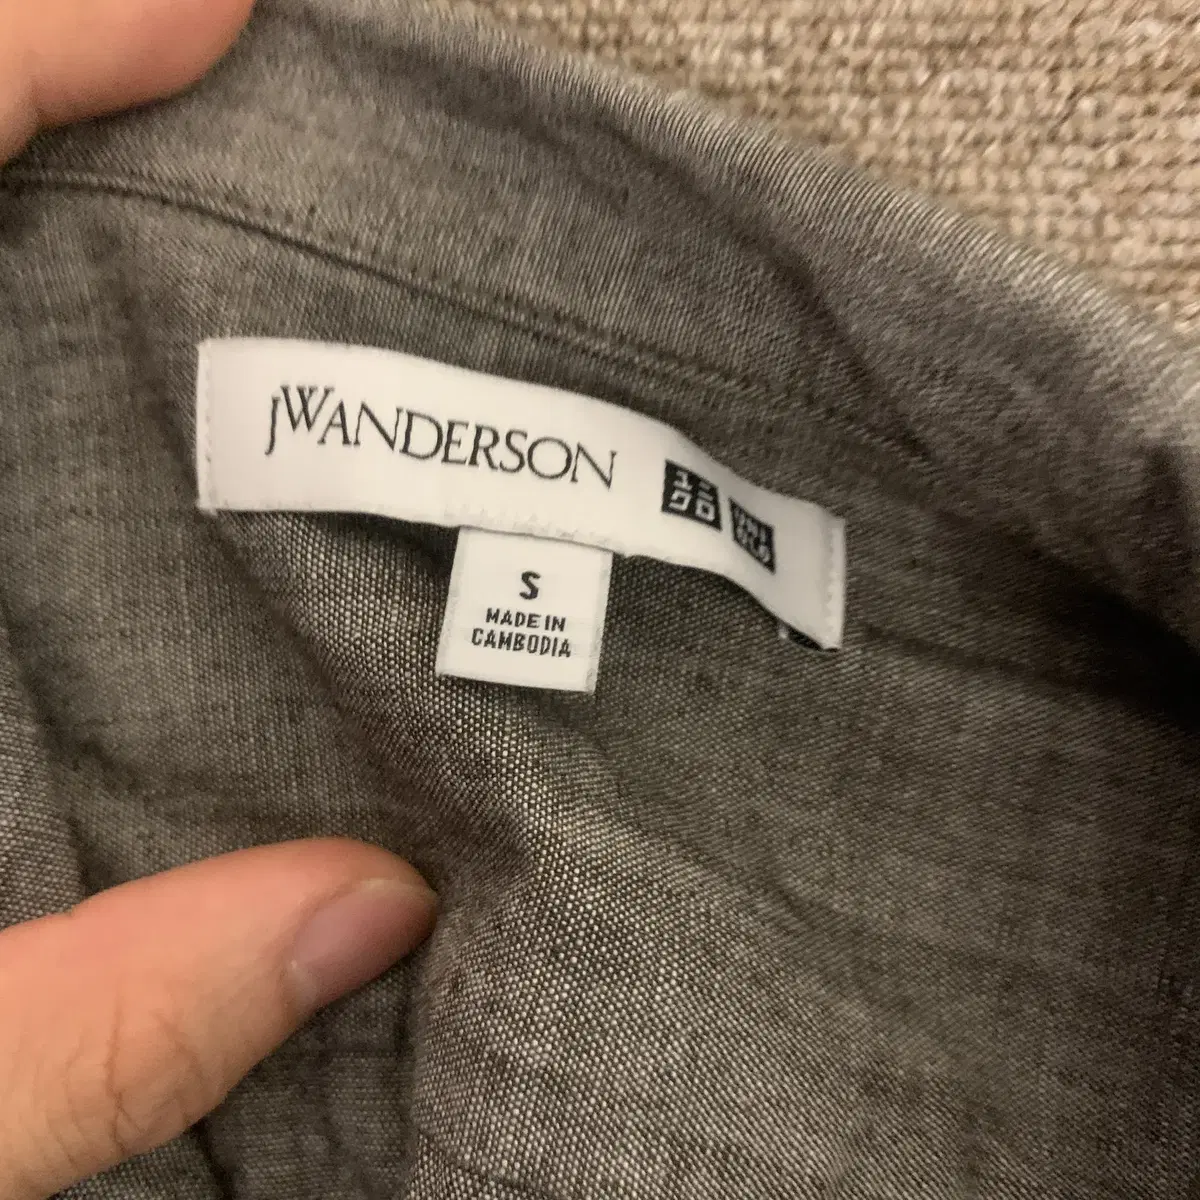 JWANDERSON
ユニ
クロ
UNI
QLO
S
MADE IN
CAMBODIA